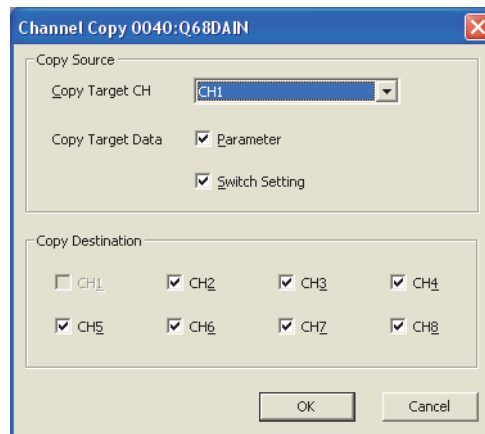 Channel Copy 0040:Q68DAIN
Copy Source
Copy Target CH CH1
Copy Target Data Parameter
Switch Setting
Copy Destination
CH1 CH2 CH3 CH4
CH5 CH6 CH7 CH8
OK Cancel